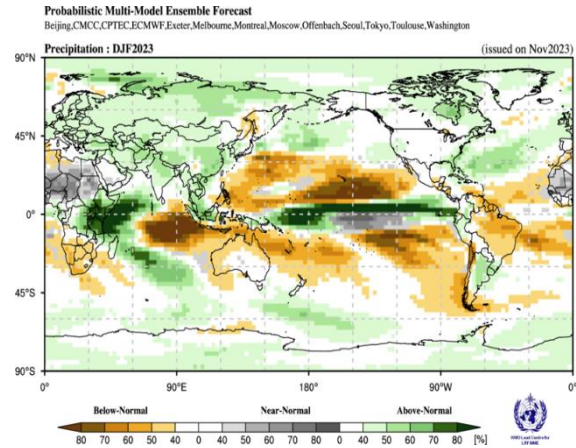 Probabilistic Multi-Model Ensemble Forecast
Beijing,CMCC,CPTEC,ECMWF,Exeter,Melbourne,Montreal,Moscow,Offenbach,Seoul,Tokyo,Toulouse,Washington
Precipitation : DJF2023 (issued on Nov2023)
90°N
45°N
0°
45°S
90°S
0° 90°E 180° 90°W 0°
Below-Normal Near-Normal Above-Normal
80 70 60 50 40 0 40 50 60 70 80 0 40 50 60 70 80 [%]